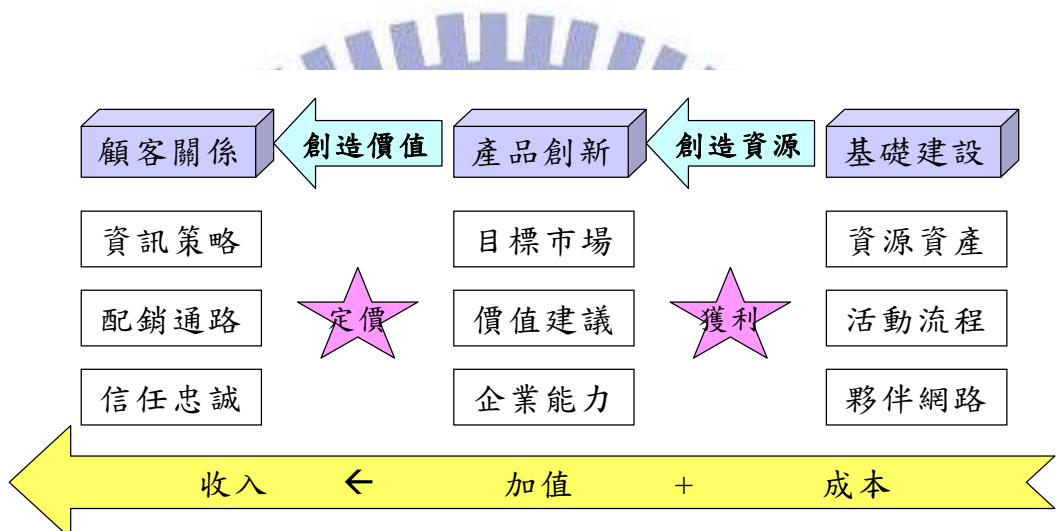 顧客關係 創造價值 產品創新 創造資源 基礎建設
資訊策略 目標市場 資源資產
配銷通路 定價 價值建議 獲利 活動流程
信任忠誠 企業能力 夥伴網路
收入 ← 加值 + 成本